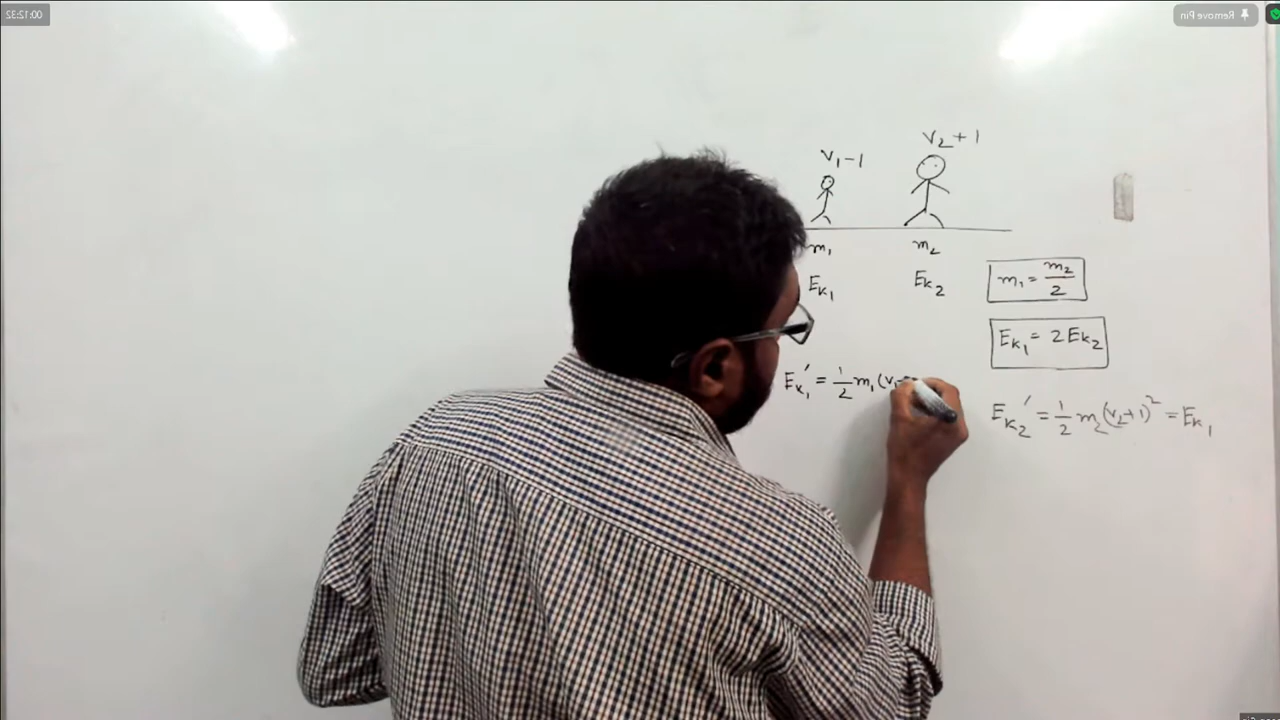 00:12:32
Remove Pin
v₁-1
v₂+1
m₁
m₂
m₁ = m₂/2
Eₖ₁
Eₖ₂
Eₖ₁ = 2Eₖ₂
Eₖ₁′ = 1/2 m₁(v₁
Eₖ₂′ = 1/2 m₂(v₂+1)² = Eₖ₁